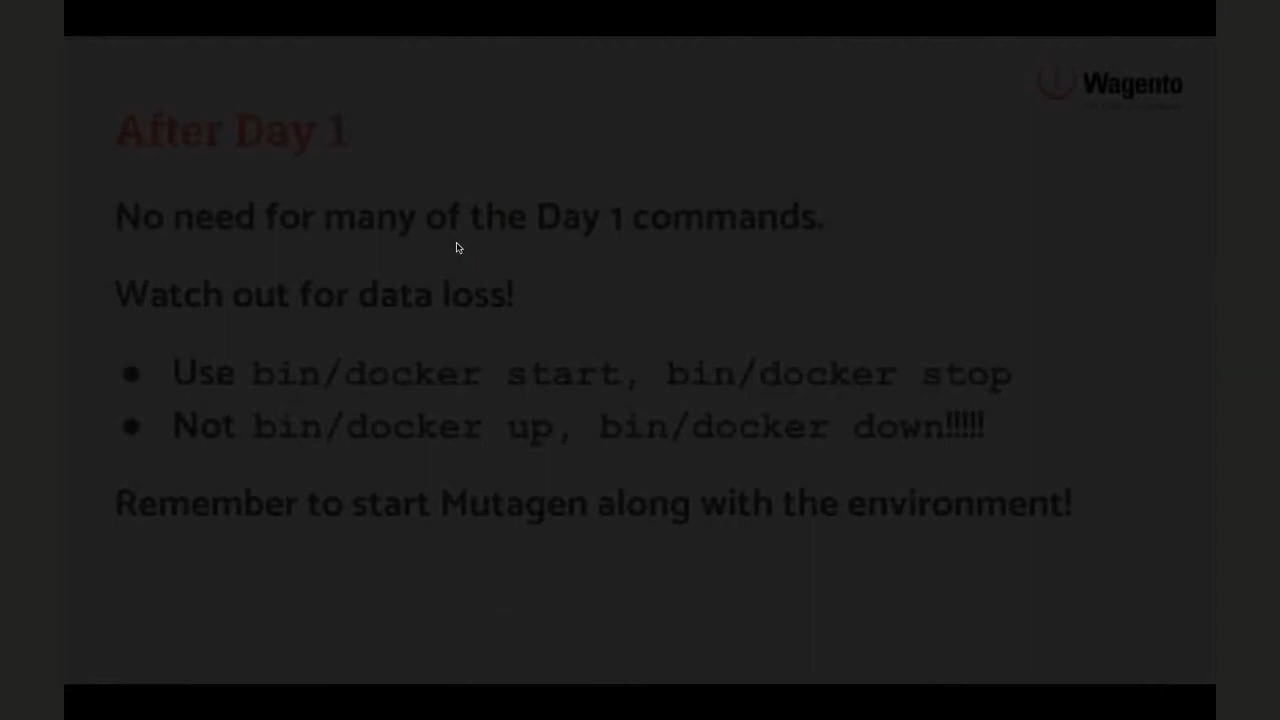 Wagento
After Day 1
No need for many of the Day 1 commands.
Watch out for data loss!
● Use bin/docker start, bin/docker stop
● Not bin/docker up, bin/docker down!!!!!
Remember to start Mutagen along with the environment!